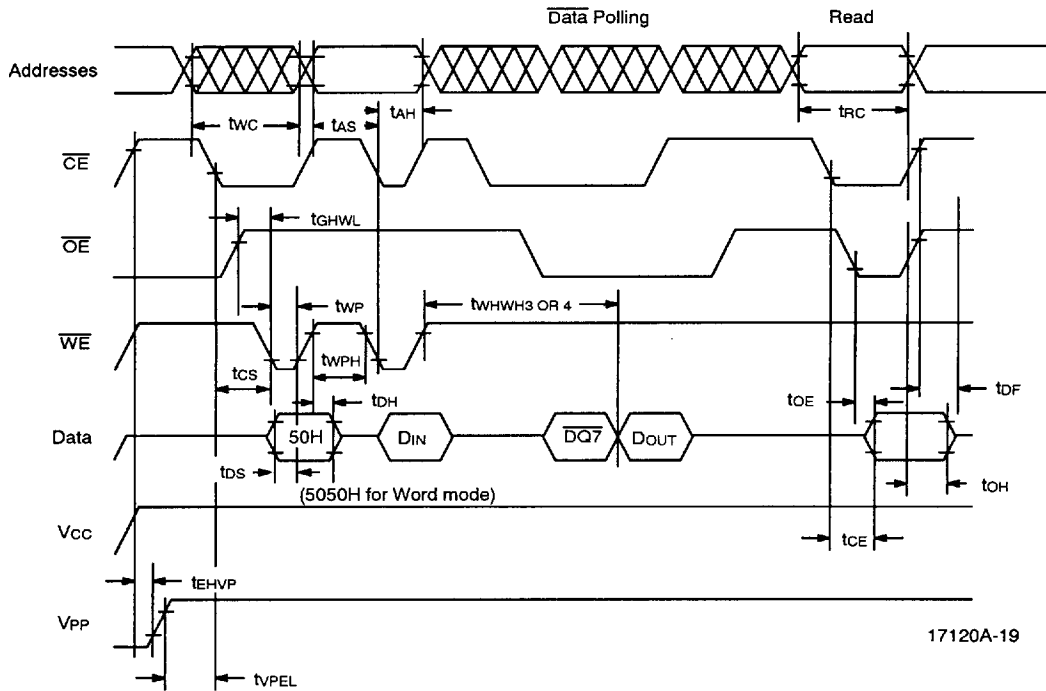 Data Polling Read
Addresses
tWC tAS tAH tRC
CE
tGHWL
OE
tWP tWHWH3 OR 4
WE
tCS tWPH
tDH tOE tDF
Data 50H DIN DQ7 DOUT
tDS
(5050H for Word mode)
tOH
VCC
tCE
tEHVP
VPP
17120A-19
tVPEL